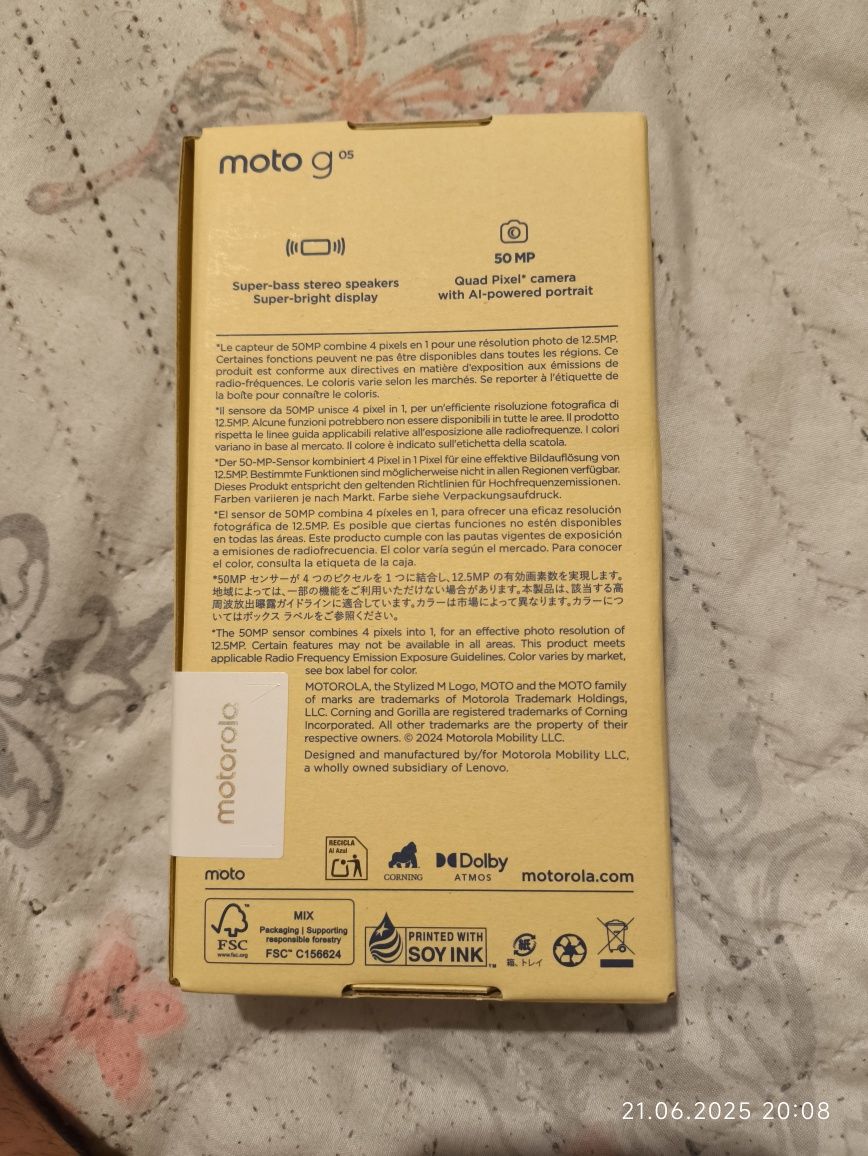 moto g 05
Super-bass stereo speakers
Super-bright display
50 MP
Quad Pixel* camera
with AI-powered portrait
*Le capteur de 50MP combine 4 pixels en 1 pour une résolution photo de 12.5MP.
Certaines fonctions peuvent ne pas être disponibles dans toutes les régions. Ce
produit est conforme aux directives en matière d'exposition aux émissions de
radio-fréquences. Le coloris varie selon les marchés. Se reporter à l'étiquette de
la boîte pour connaître le coloris.
*Il sensore da 50MP unisce 4 pixel in 1, per un'efficiente risoluzione fotografica di
12.5MP. Alcune funzioni potrebbero non essere disponibili in tutte le aree. Il prodotto
rispetta le linee guida applicabili relative all'esposizione alle radiofrequenze. I colori
variano in base al mercato. Il colore è indicato sull'etichetta della scatola.
*Der 50-MP-Sensor kombiniert 4 Pixel in 1 Pixel für eine effektive Bildauflösung von
12.5MP. Bestimmte Funktionen sind möglicherweise nicht in allen Regionen verfügbar.
Dieses Produkt entspricht den geltenden Richtlinien für Hochfrequenzemissionen.
Farben variieren je nach Markt. Farbe siehe Verpackungsaufdruck.
*El sensor de 50MP combina 4 píxeles en 1, para ofrecer una eficaz resolución
fotográfica de 12.5MP. Es posible que ciertas funciones no estén disponibles
en todas las áreas. Este producto cumple con las pautas vigentes de exposición
a emisiones de radiofrecuencia. El color varía según el mercado. Para conocer
el color, consulta la etiqueta de la caja.
*50MP センサーが 4 つのピクセルを 1 つに結合し、12.5MP の有効画素数を実現します。
地域によっては、一部の機能をご利用いただけない場合があります。本製品は、該当する高
周波放出曝露ガイドラインに適合しています。カラーは市場によって異なります。カラーにつ
いてはボックス ラベルをご参照ください。
*The 50MP sensor combines 4 pixels into 1, for an effective photo resolution of
12.5MP. Certain features may not be available in all areas. This product meets
applicable Radio Frequency Emission Exposure Guidelines. Color varies by market,
see box label for color.
MOTOROLA, the Stylized M Logo, MOTO and the MOTO family
of marks are trademarks of Motorola Trademark Holdings,
LLC. Corning and Gorilla are registered trademarks of Corning
Incorporated. All other trademarks are the property of their
respective owners. © 2024 Motorola Mobility LLC.
Designed and manufactured by/for Motorola Mobility LLC,
a wholly owned subsidiary of Lenovo.
motorola
moto
RECICLA
Al Azul
CORNING
Dolby
ATMOS
motorola.com
FSC
www.fsc.org
MIX
Packaging | Supporting
responsible forestry
FSC™ C156624
PRINTED WITH
SOY INK™
紙
箱、トレイ
21.06.2025 20:08